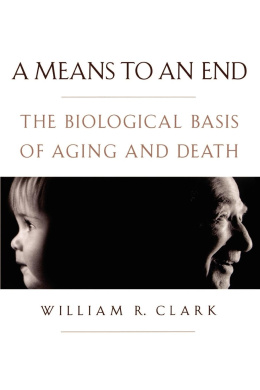 A MEANS TO AN END
THE BIOLOGICAL BASIS
OF AGING AND DEATH
WILLIAM R. CLARK